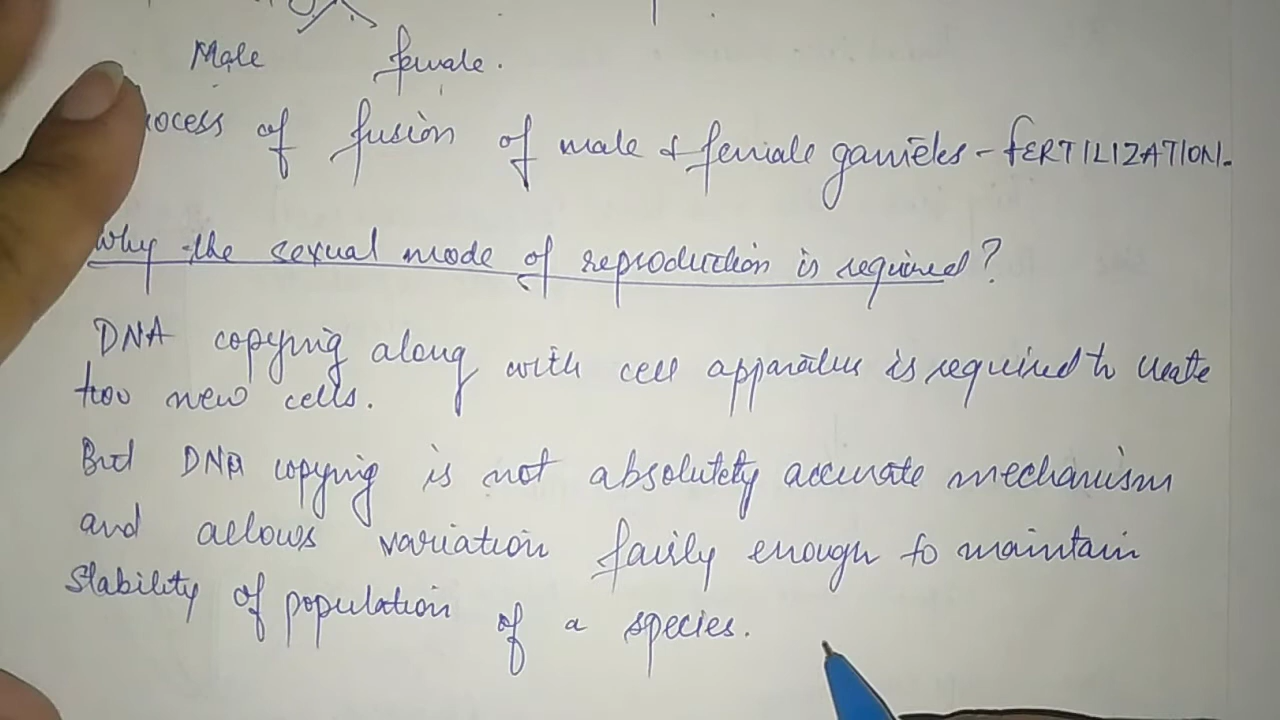 Male female.
ocess of fusion of male & female gametes - fERTILIZATION.
Why the sexual mode of reproduction is required?
DNA copying along with cell apparatus is required to create
two new cells.
But DNA copying is not absolutely accurate mechanism
and allows variation fairly enough to maintain
stability of population of a species.